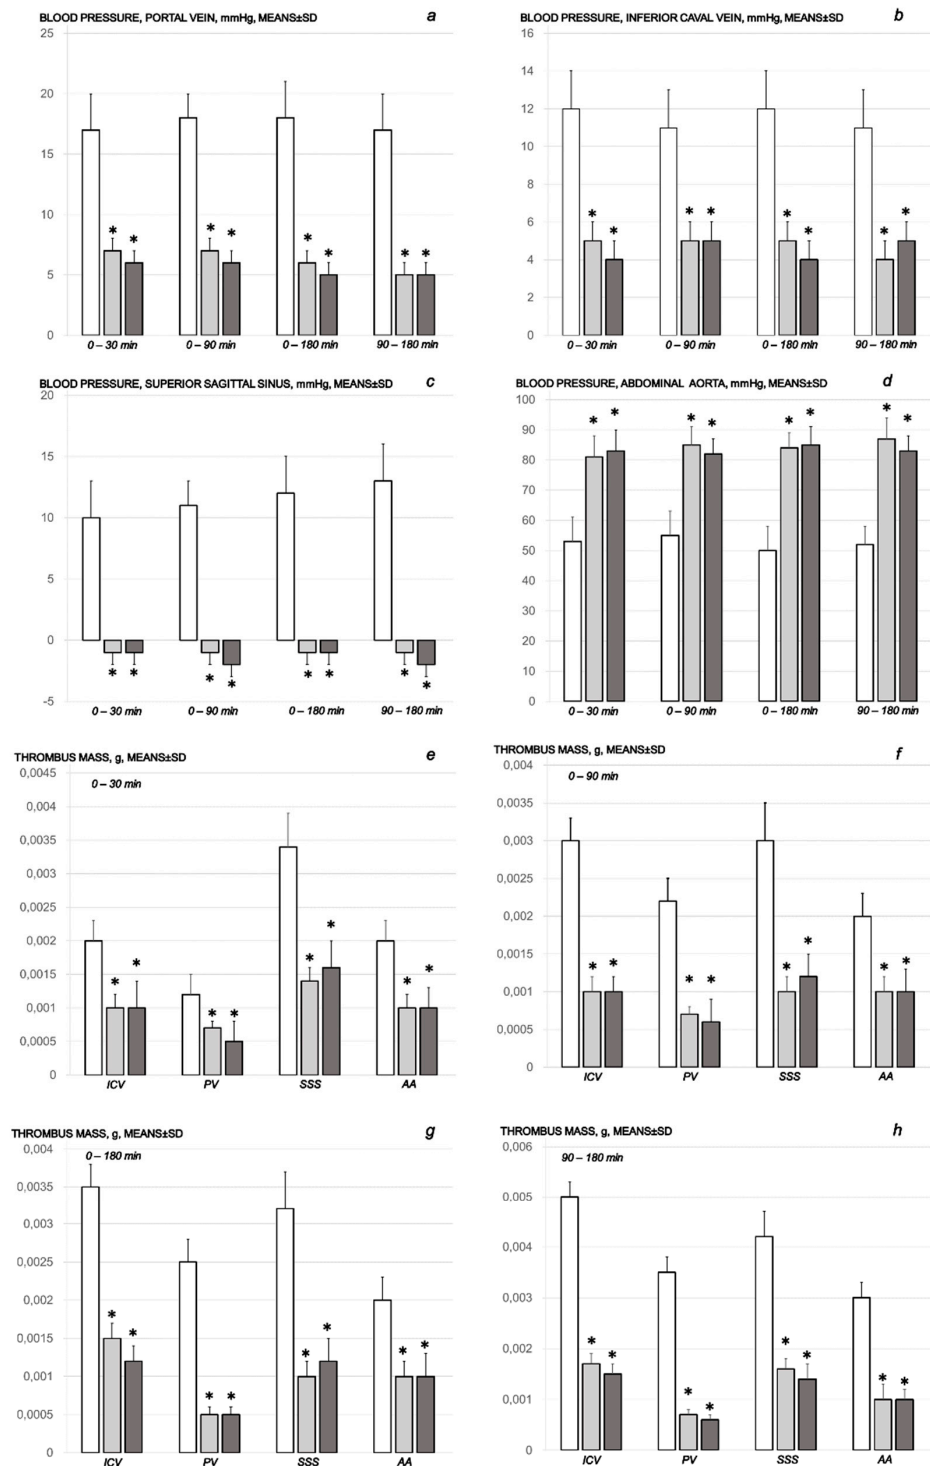 BLOOD PRESSURE, PORTAL VEIN, mmHg, MEANS±SD a
25
20
15
10
5
0
* * * * * * * *
0 – 30 min 0 – 90 min 0 – 180 min 90 – 180 min
BLOOD PRESSURE, INFERIOR CAVAL VEIN, mmHg, MEANS±SD b
16
14
12
10
8
6
4
2
0
* * * * * * * *
0 – 30 min 0 – 90 min 0 – 180 min 90 – 180 min
BLOOD PRESSURE, SUPERIOR SAGITTAL SINUS, mmHg, MEANS±SD c
20
15
10
5
0
-5
* * * * * * * *
0 – 30 min 0 – 90 min 0 – 180 min 90 – 180 min
BLOOD PRESSURE, ABDOMINAL AORTA, mmHg, MEANS±SD d
100
90
80
70
60
50
40
30
20
10
0
* * * * * * * *
0 – 30 min 0 – 90 min 0 – 180 min 90 – 180 min
THROMBUS MASS, g, MEANS±SD e
0 – 30 min
0,0045
0,004
0,0035
0,003
0,0025
0,002
0,0015
0,001
0,0005
0
* * * * * * * *
ICV PV SSS AA
THROMBUS MASS, g, MEANS±SD f
0 – 90 min
0,004
0,0035
0,003
0,0025
0,002
0,0015
0,001
0,0005
0
* * * * * * * *
ICV PV SSS AA
THROMBUS MASS, g, MEANS±SD g
0 – 180 min
0,004
0,0035
0,003
0,0025
0,002
0,0015
0,001
0,0005
0
* * * * * * * *
ICV PV SSS AA
THROMBUS MASS, g, MEANS±SD h
90 – 180 min
0,006
0,005
0,004
0,003
0,002
0,001
0
* * * * * * * *
ICV PV SSS AA